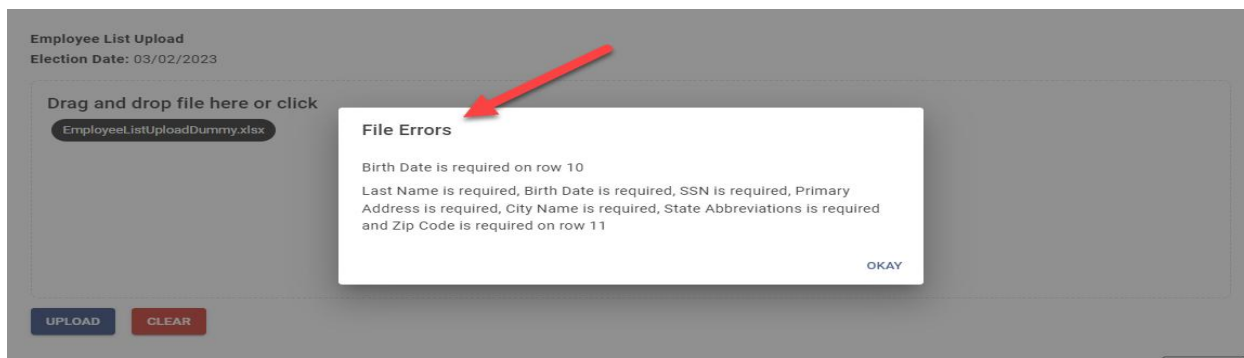 Employee List Upload
Election Date: 03/02/2023
Drag and drop file here or click
EmployeeListUploadDummy.xlsx
File Errors
Birth Date is required on row 10
Last Name is required, Birth Date is required, SSN is required, Primary
Address is required, City Name is required, State Abbreviations is required
and Zip Code is required on row 11
OKAY
UPLOAD
CLEAR